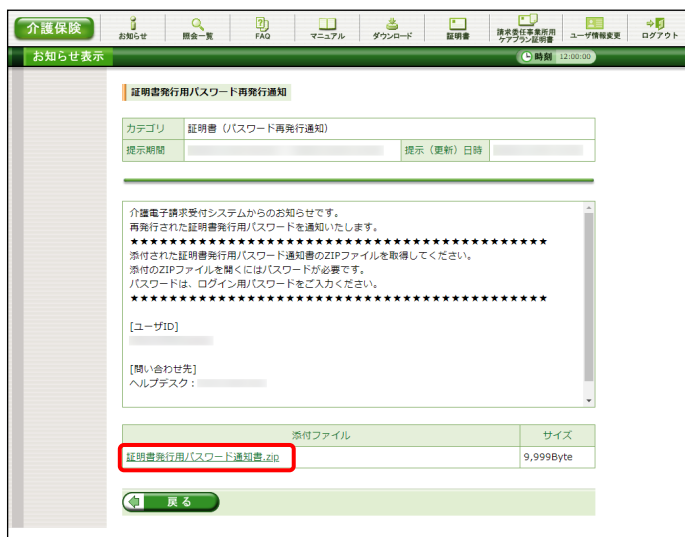 介護保険
お知らせ
照会一覧
FAQ
マニュアル
ダウンロード
証明書
請求委任事業所用
ケアプラン証明書
ユーザ情報変更
ログアウト
お知らせ表示
時刻 12:00:00
証明書発行用パスワード再発行通知
カテゴリ 証明書（パスワード再発行通知）
提示期間
提示（更新）日時
介護電子請求受付システムからのお知らせです。
再発行された証明書発行用パスワードを通知いたします。
★★★★★★★★★★★★★★★★★★★★★★★★★★★★★★★★★★★★★★★★★★★
添付された証明書発行用パスワード通知書のZIPファイルを取得してください。
添付のZIPファイルを開くにはパスワードが必要です。
パスワードは、ログイン用パスワードをご入力ください。
★★★★★★★★★★★★★★★★★★★★★★★★★★★★★★★★★★★★★★★★★★★
[ユーザID]
[問い合わせ先]
ヘルプデスク：
添付ファイル サイズ
証明書発行用パスワード通知書.zip 9,999Byte
戻る